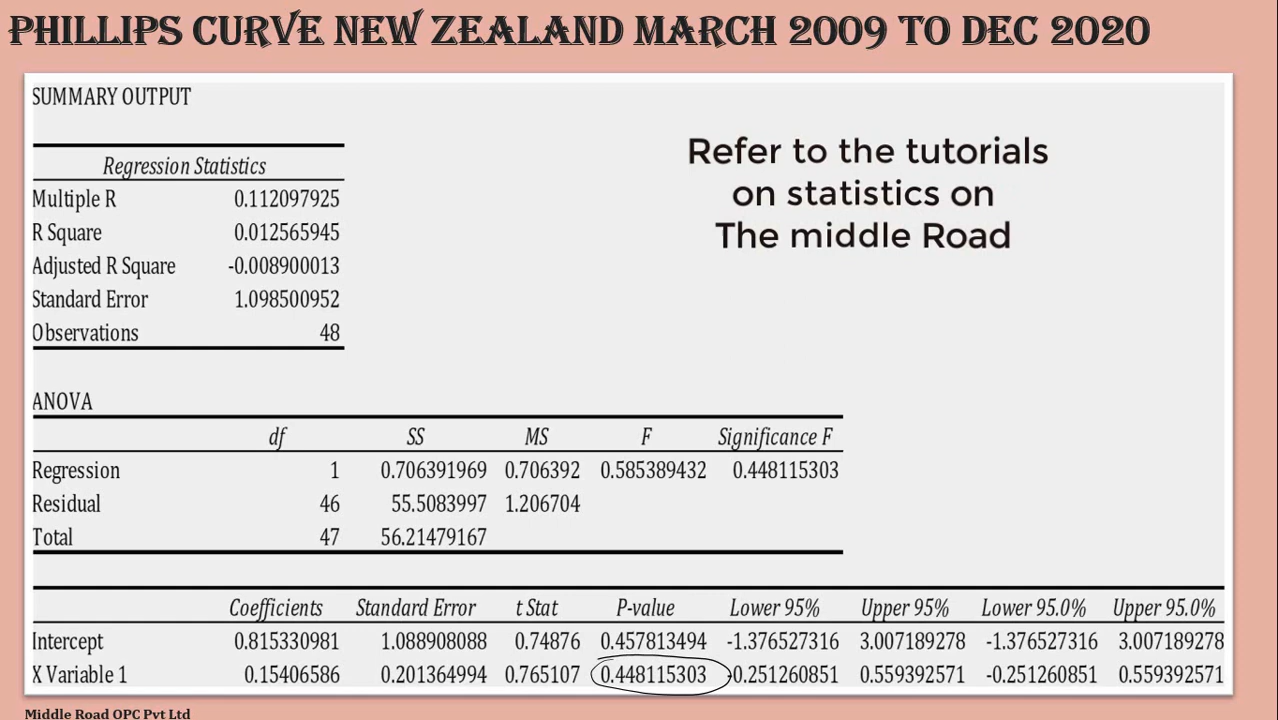 PHILLIPS CURVE NEW ZEALAND MARCH 2009 TO DEC 2020
SUMMARY OUTPUT
Refer to the tutorials
on statistics on
The middle Road
Regression Statistics
Multiple R 0.112097925
R Square 0.012565945
Adjusted R Square -0.008900013
Standard Error 1.098500952
Observations 48
ANOVA
df SS MS F Significance F
Regression 1 0.706391969 0.706392 0.585389432 0.448115303
Residual 46 55.5083997 1.206704
Total 47 56.21479167
Coefficients Standard Error t Stat P-value Lower 95% Upper 95% Lower 95.0% Upper 95.0%
Intercept 0.815330981 1.088908088 0.74876 0.457813494 -1.376527316 3.007189278 -1.376527316 3.007189278
X Variable 1 0.15406586 0.201364994 0.765107 0.448115303 -0.251260851 0.559392571 -0.251260851 0.559392571
Middle Road OPC Pvt Ltd